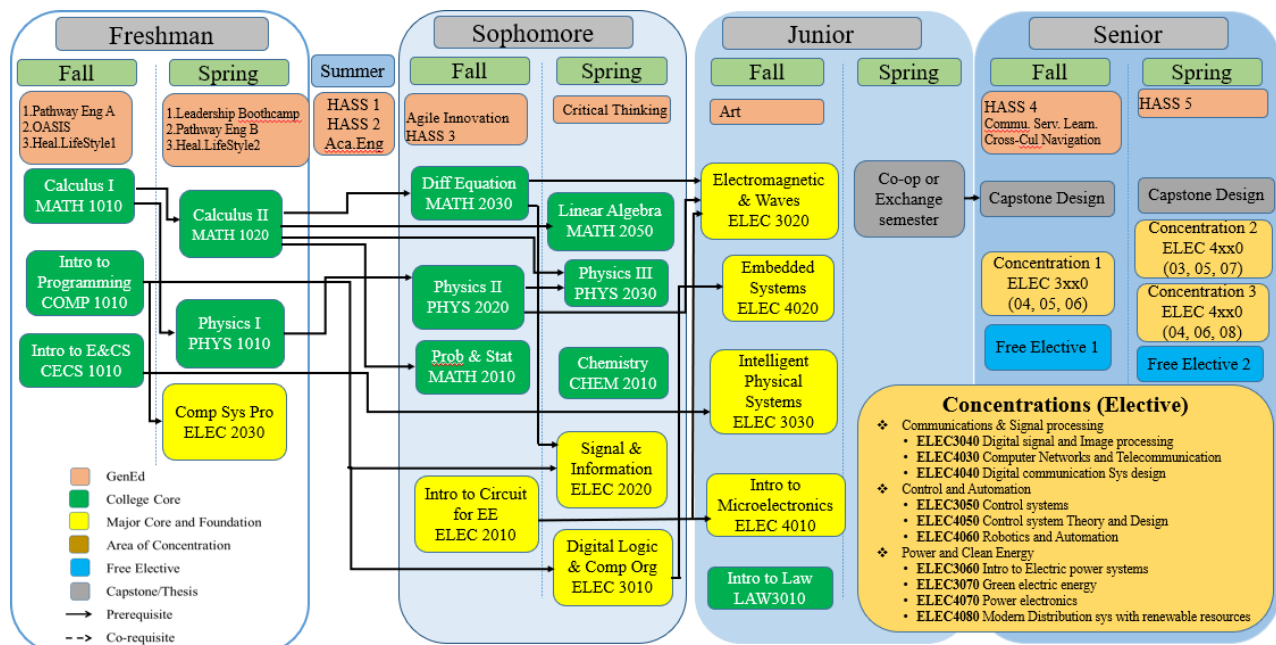 Freshman
Sophomore
Junior
Senior
Fall
Spring
Summer
Fall
Spring
Fall
Spring
Fall
Spring
1.Pathway Eng A
2.OASIS
3.Heal.LifeStyle1
1.Leadership Boothcamp
2.Pathway Eng B
3.Heal.LifeStyle2
HASS 1
HASS 2
Aca.Eng
Agile Innovation
HASS 3
Critical Thinking
Art
HASS 4
Commu. Serv. Learn.
Cross-Cul Navigation
HASS 5
Calculus I
MATH 1010
Calculus II
MATH 1020
Diff Equation
MATH 2030
Linear Algebra
MATH 2050
Electromagnetic
& Waves
ELEC 3020
Co-op or
Exchange
semester
Capstone Design
Capstone Design
Intro to
Programming
COMP 1010
Physics I
PHYS 1010
Physics II
PHYS 2020
Physics III
PHYS 2030
Embedded
Systems
ELEC 4020
Concentration 1
ELEC 3xx0
(04, 05, 06)
Concentration 2
ELEC 4xx0
(03, 05, 07)
Concentration 3
ELEC 4xx0
(04, 06, 08)
Intro to E&CS
CECS 1010
Prob & Stat
MATH 2010
Chemistry
CHEM 2010
Intelligent
Physical
Systems
ELEC 3030
Free Elective 1
Free Elective 2
Comp Sys Pro
ELEC 2030
Signal &
Information
ELEC 2020
Intro to Circuit
for EE
ELEC 2010
Intro to
Microelectronics
ELEC 4010
Digital Logic
& Comp Org
ELEC 3010
Intro to Law
LAW3010
GenEd
College Core
Major Core and Foundation
Area of Concentration
Free Elective
Capstone/Thesis
Prerequisite
Co-requisite
Concentrations (Elective)
❖ Communications & Signal processing
• ELEC3040 Digital signal and Image processing
• ELEC4030 Computer Networks and Telecommunication
• ELEC4040 Digital communication Sys design
❖ Control and Automation
• ELEC3050 Control systems
• ELEC4050 Control system Theory and Design
• ELEC4060 Robotics and Automation
❖ Power and Clean Energy
• ELEC3060 Intro to Electric power systems
• ELEC3070 Green electric energy
• ELEC4070 Power electronics
• ELEC4080 Modern Distribution sys with renewable resources